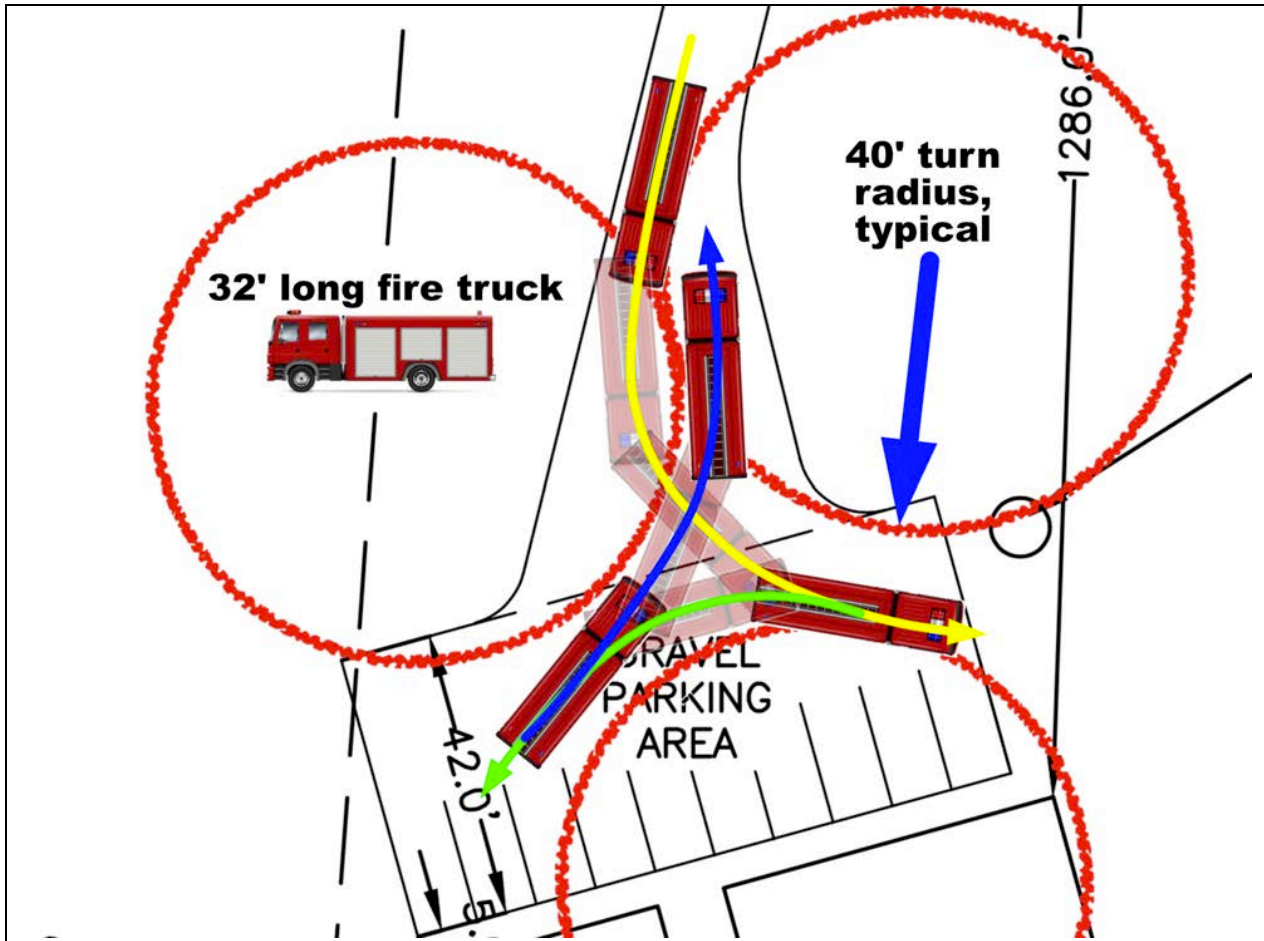 1286.0'
40' turn
radius,
typical
32' long fire truck
GRAVEL
PARKING
AREA
42.0'